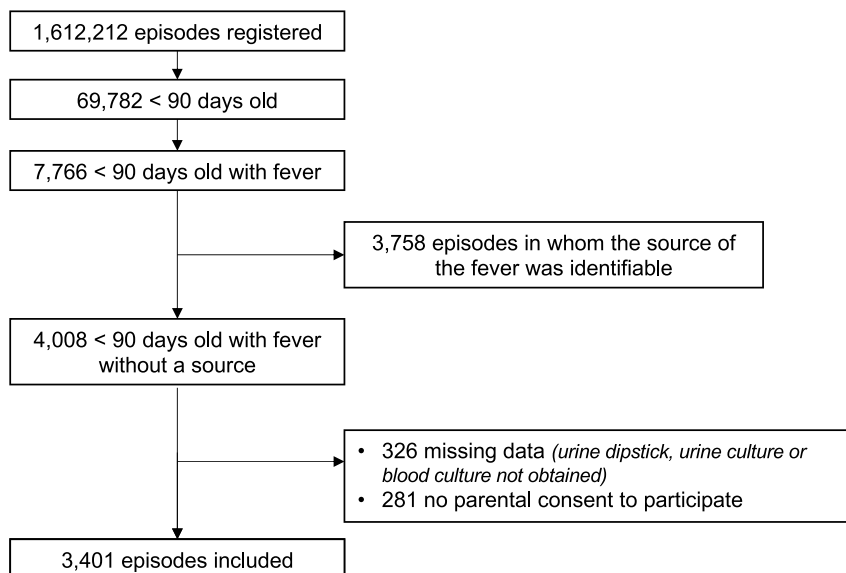 1,612,212 episodes registered
69,782 < 90 days old
7,766 < 90 days old with fever
3,758 episodes in whom the source of
the fever was identifiable
4,008 < 90 days old with fever
without a source
• 326 missing data (urine dipstick, urine culture or
blood culture not obtained)
• 281 no parental consent to participate
3,401 episodes included